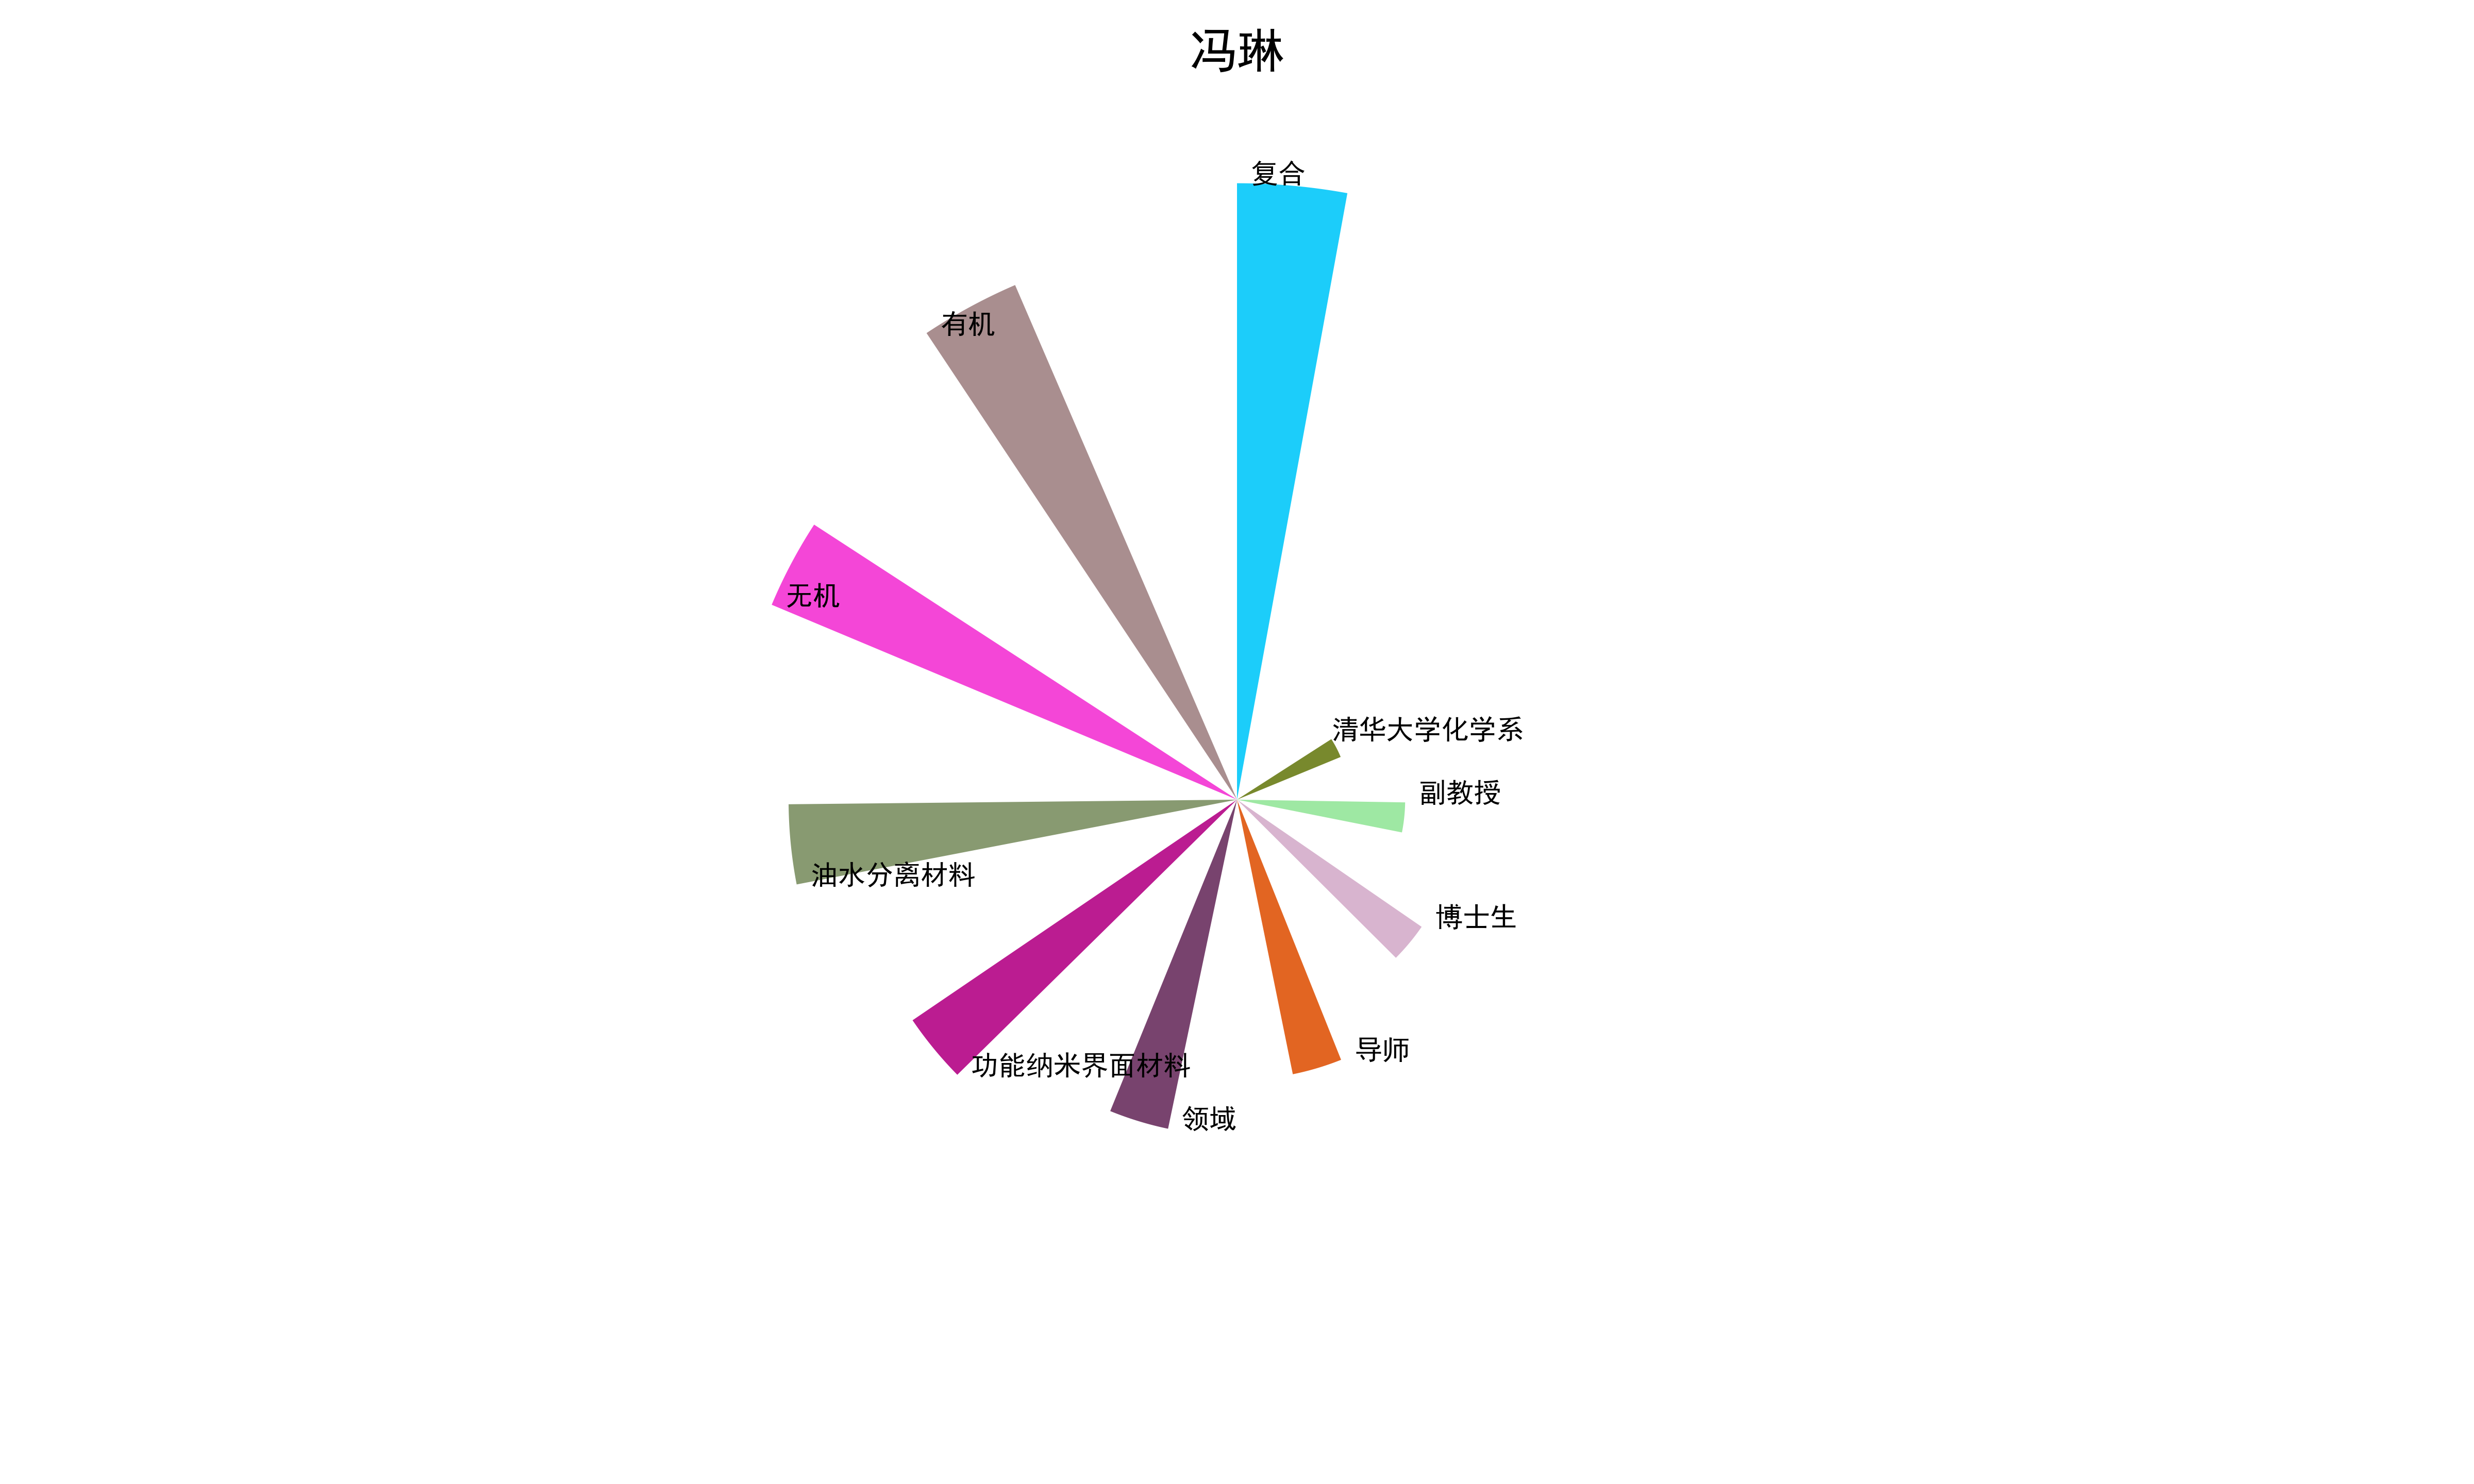 冯琳
复合
有机
无机
清华大学化学系
副教授
油水分离材料
博士生
导师
功能纳米界面材料
领域